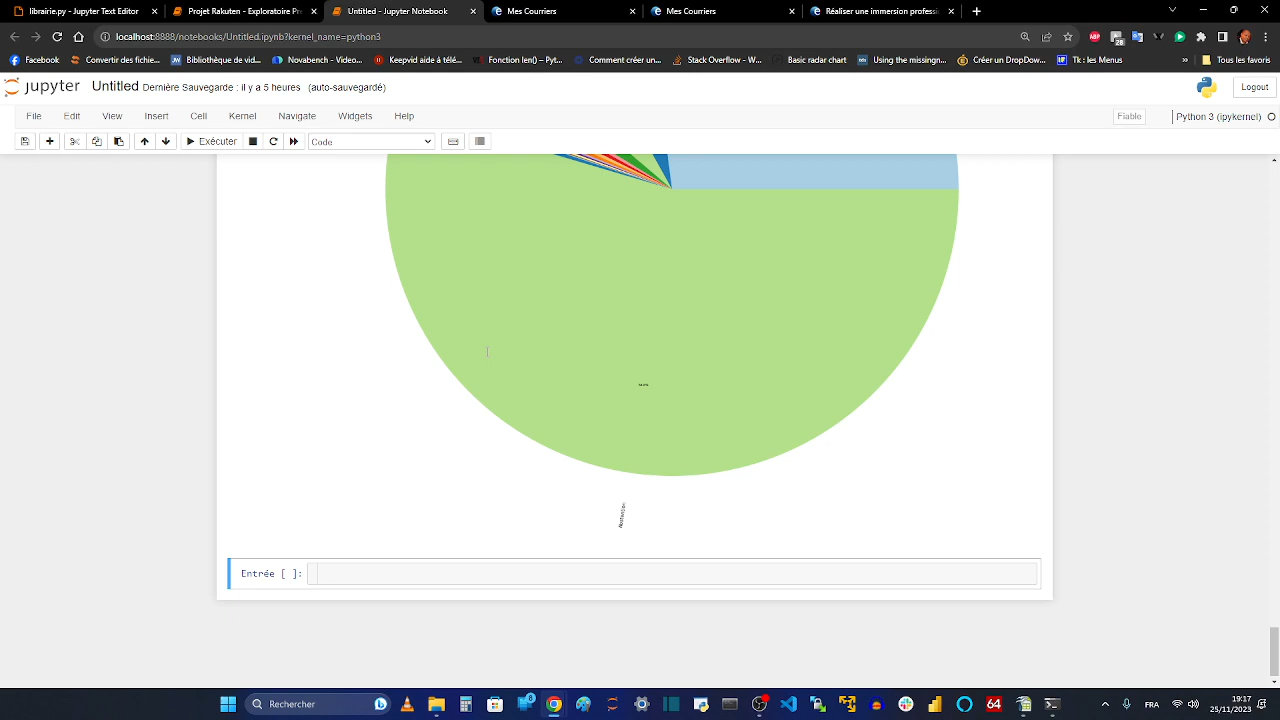 librairie.py - Jupyter Text Editor
Projet Rakuten - Exploratoire Pr
Untitled - Jupyter Notebook
Mes Courriers
Mes Courriers
Réaliser une immersion professi
localhost:8888/notebooks/Untitled.ipynb?kernel_name=python3
Facebook
Convertir des fichie...
Bibliothèque de vid...
Novabench - Videoc...
Keepvid aide à télé...
Fonction len() – Pyt...
Comment créer un...
Stack Overflow - W...
Basic radar chart
Using the missingn...
Créer un DropDow...
Tk : les Menus
»
Tous les favoris
jupyter Untitled Dernière Sauvegarde : il y a 5 heures (auto-sauvegardé)
Logout
File Edit View Insert Cell Kernel Navigate Widgets Help
Fiable
Python 3 (ipykernel)
Exécuter
Code
Entrée [ ]:
Rechercher
8
64
FRA
19:17
25/11/2023